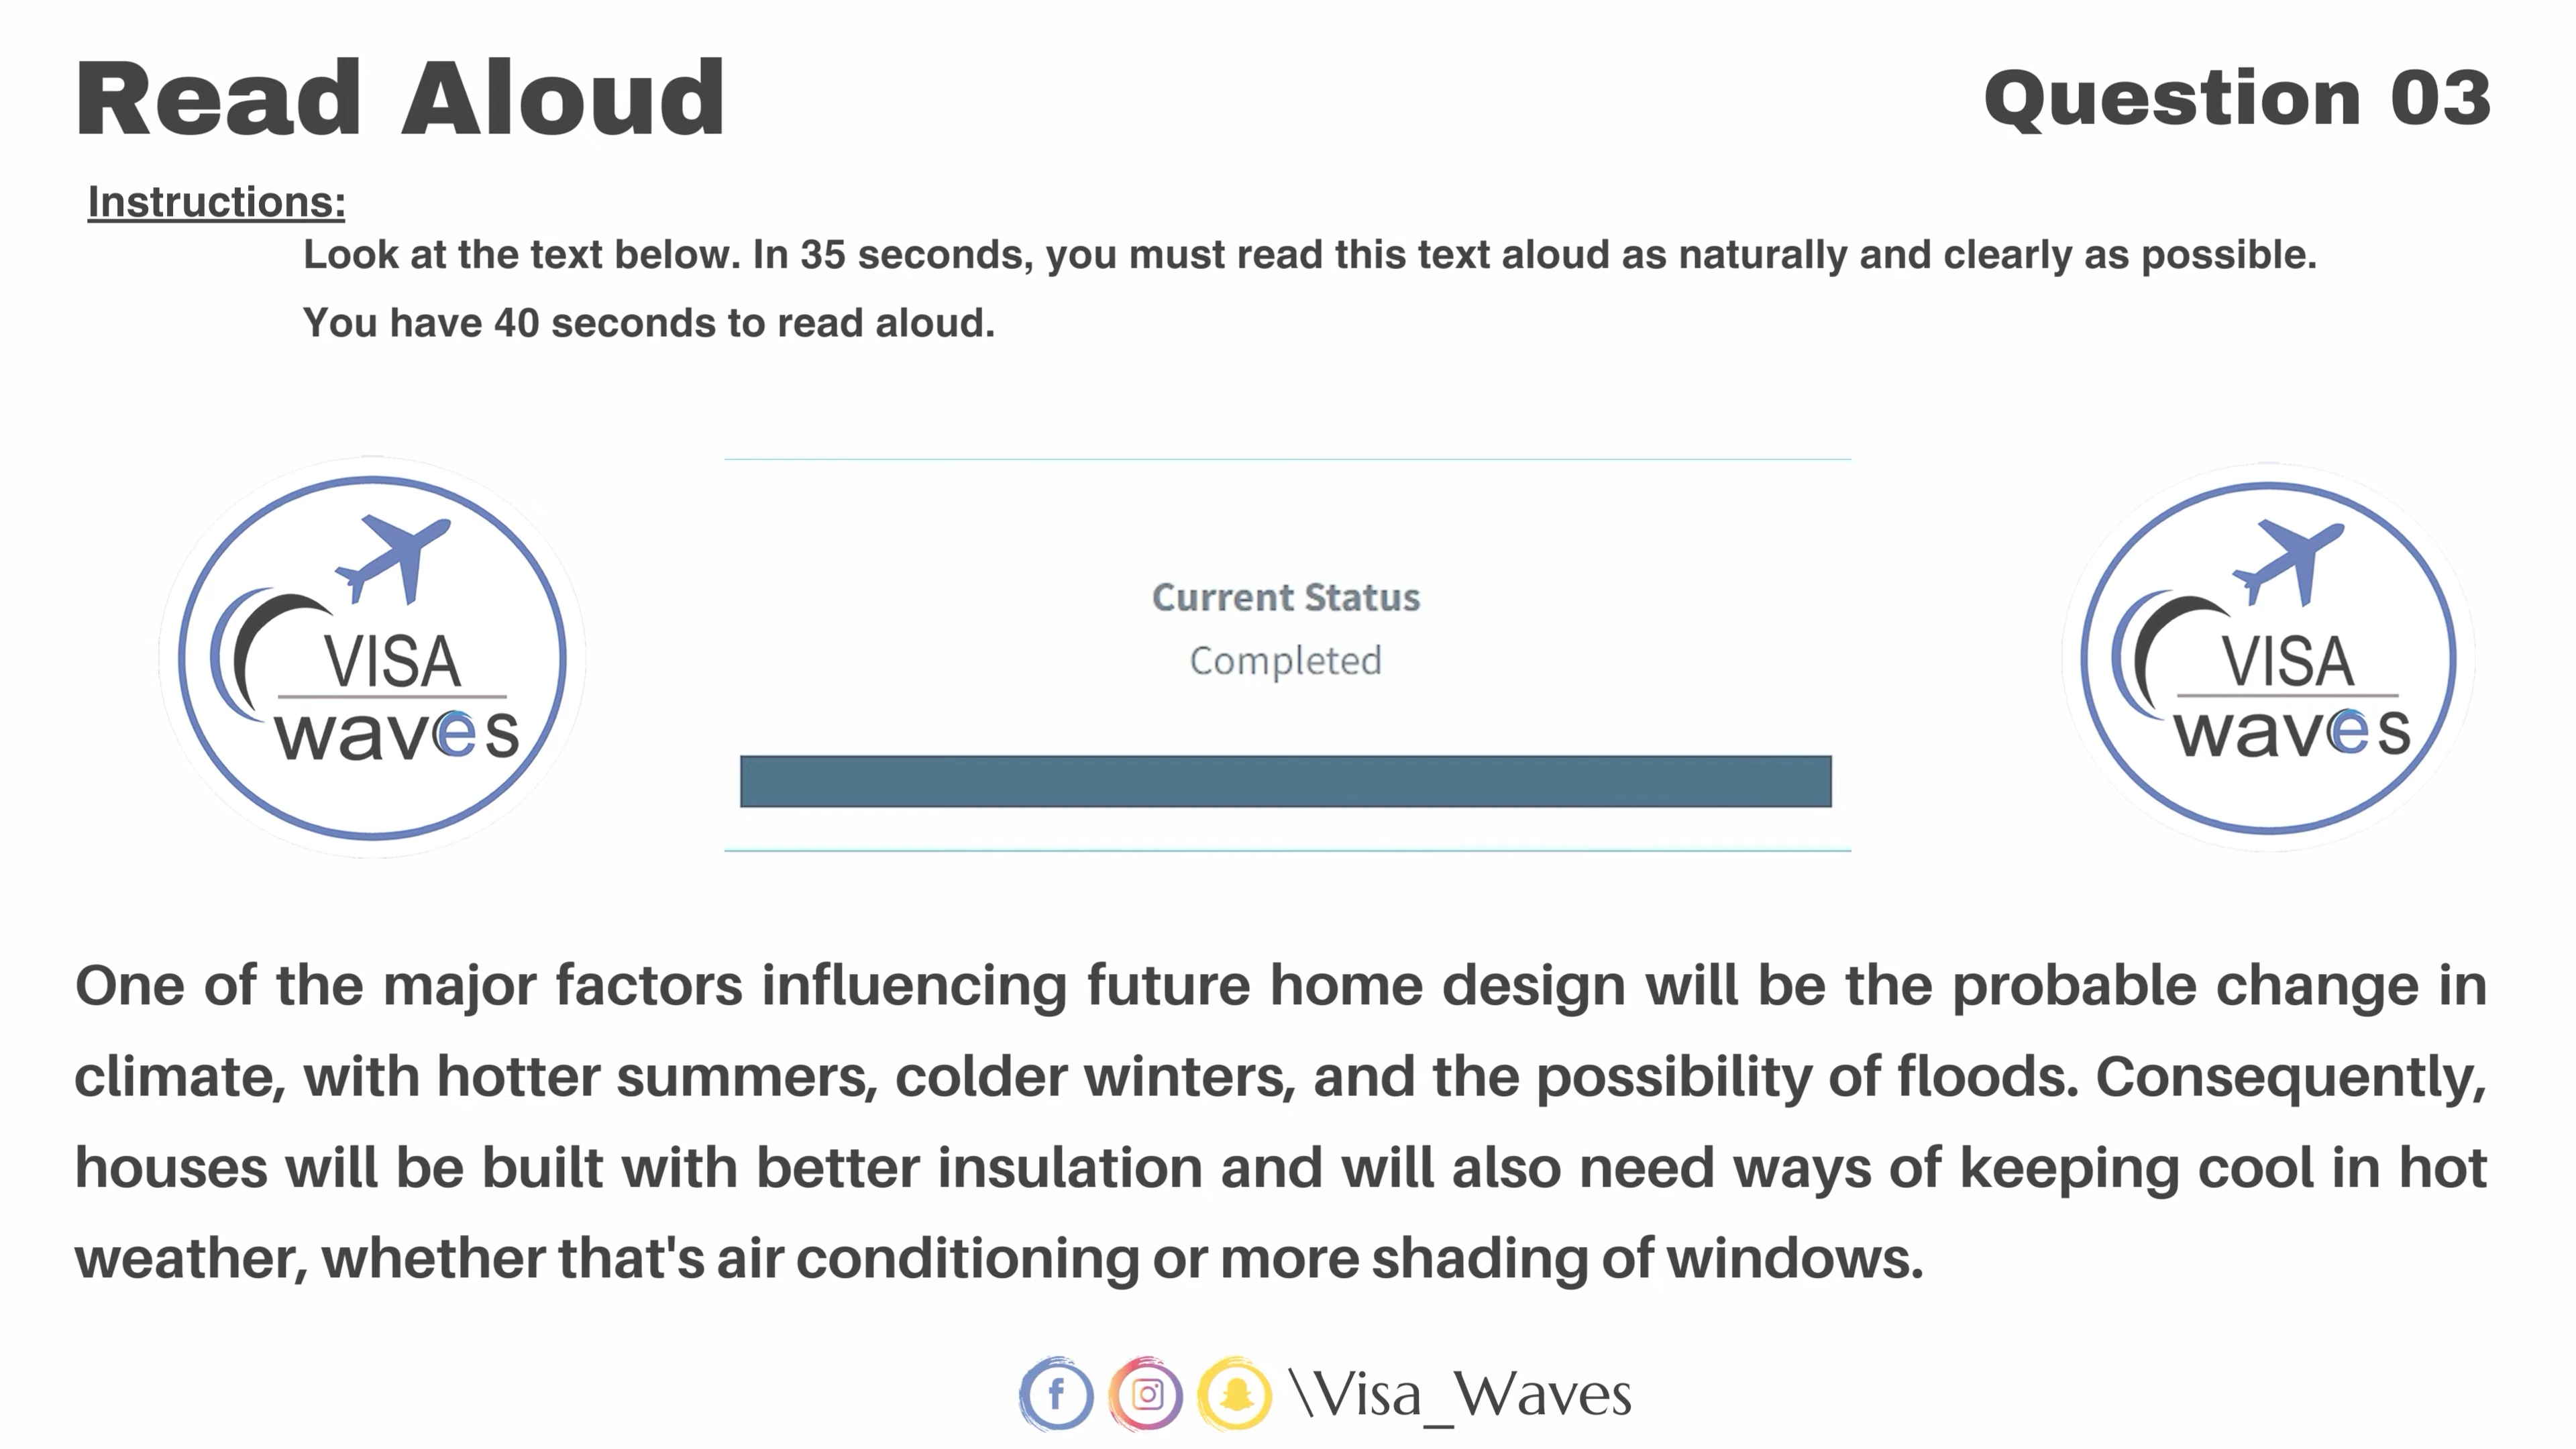 Read Aloud
Question 03
Instructions:
Look at the text below. In 35 seconds, you must read this text aloud as naturally and clearly as possible.
You have 40 seconds to read aloud.
VISA
waves
Current Status
Completed
VISA
waves
One of the major factors influencing future home design will be the probable change in
climate, with hotter summers, colder winters, and the possibility of floods. Consequently,
houses will be built with better insulation and will also need ways of keeping cool in hot
weather, whether that's air conditioning or more shading of windows.
\Visa_Waves